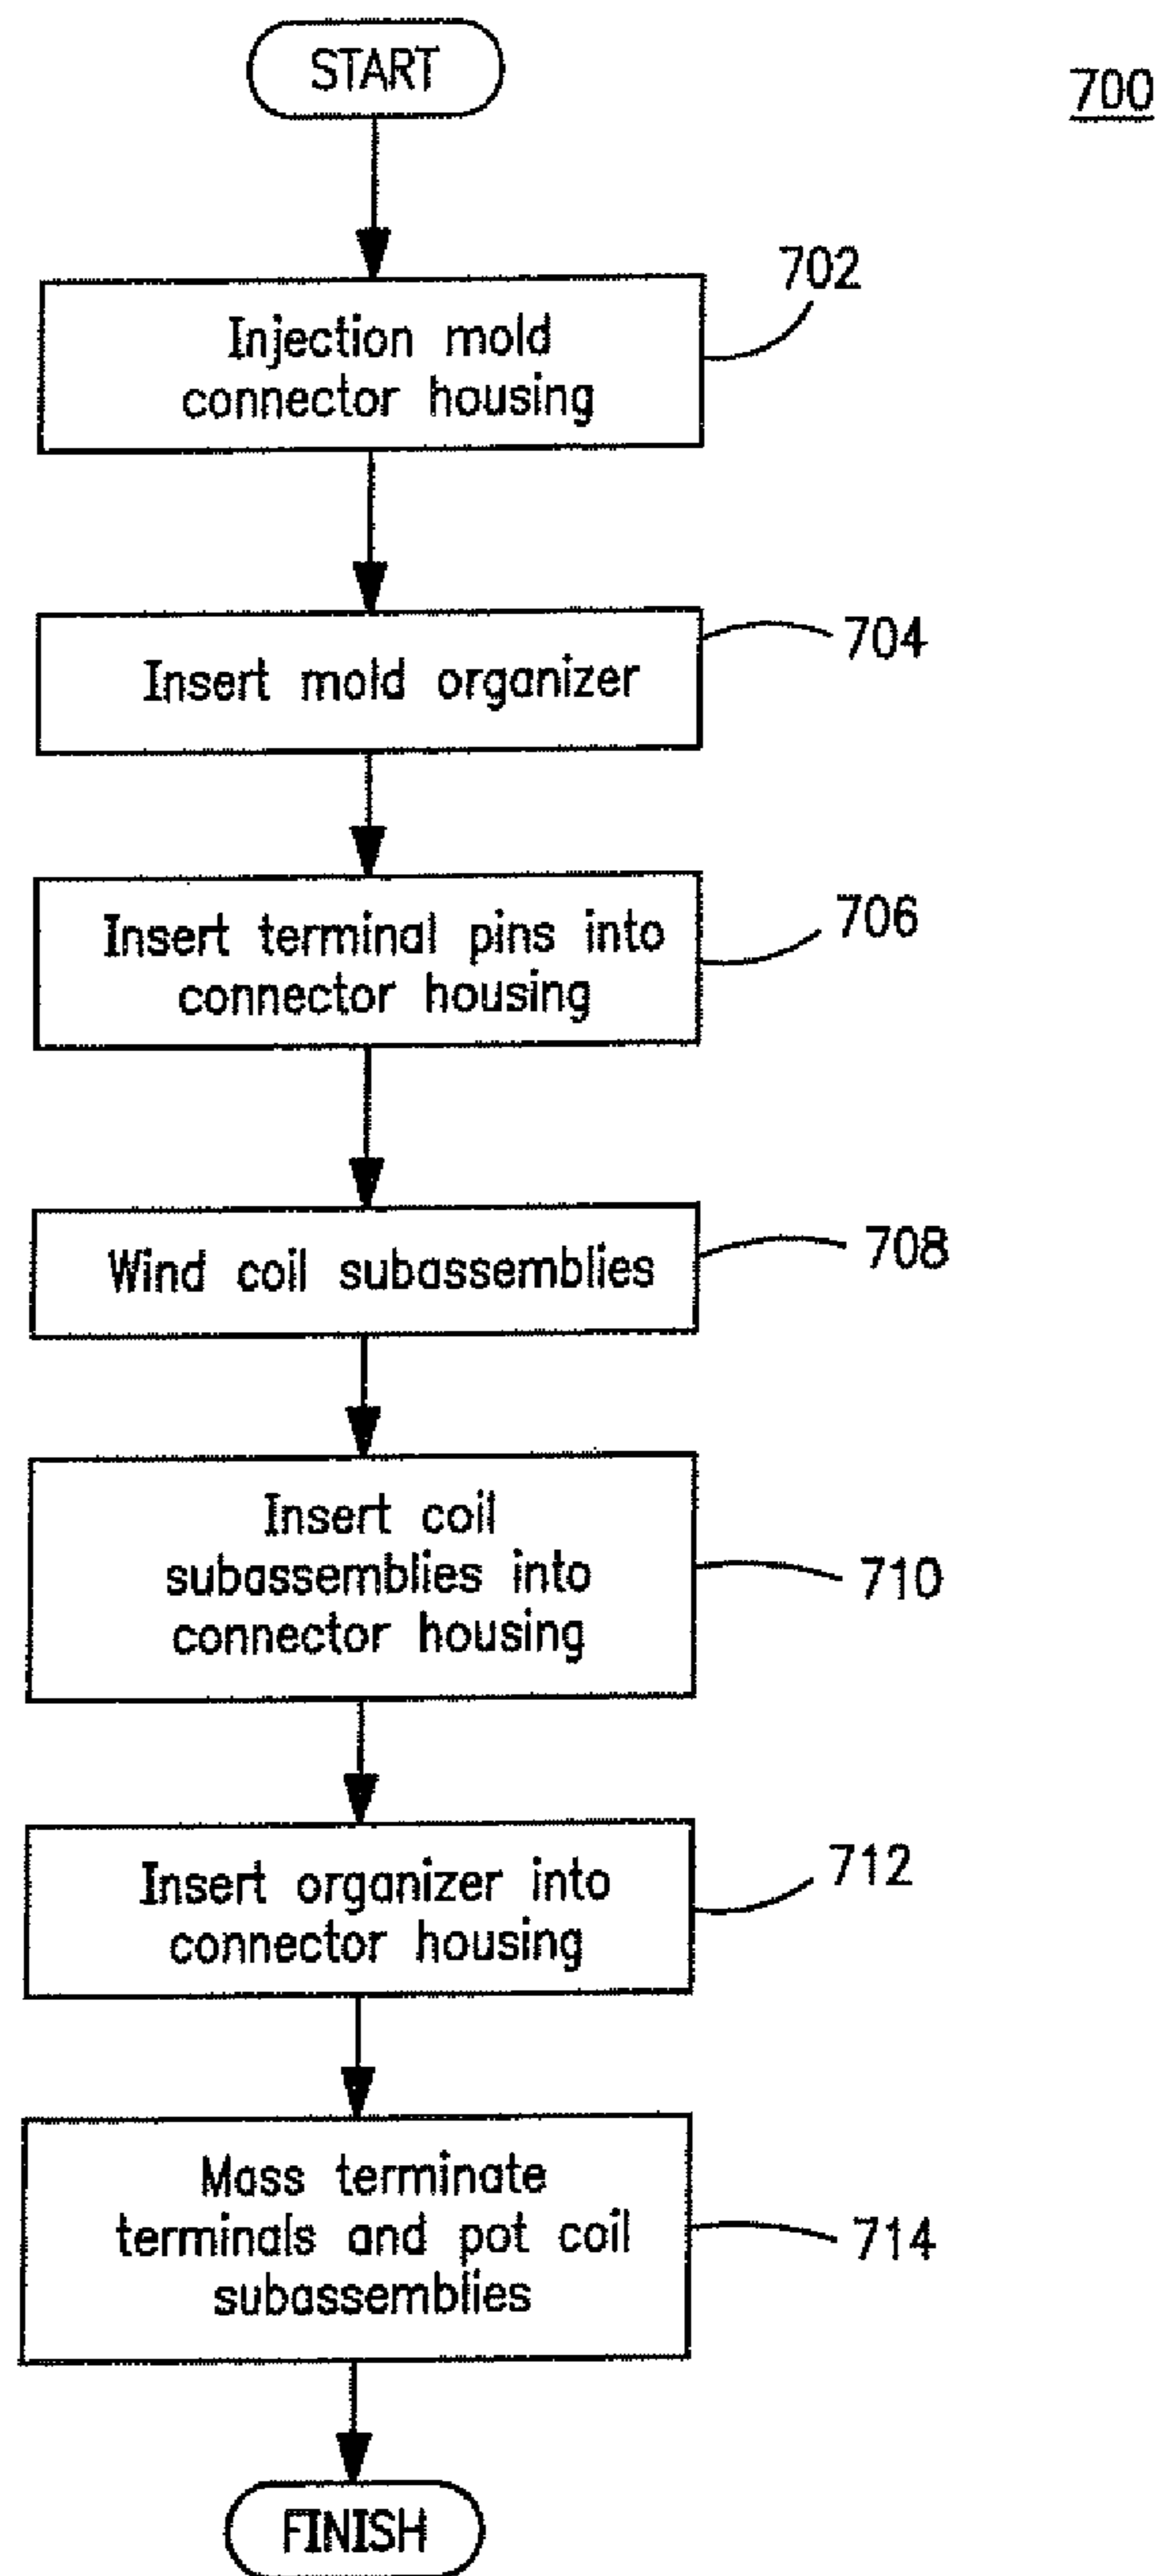 START
700
702
Injection mold
connector housing
704
Insert mold organizer
706
Insert terminal pins into
connector housing
708
Wind coil subassemblies
Insert coil
subassemblies into
connector housing
710
712
Insert organizer into
connector housing
Mass terminate
terminals and pot coil
subassemblies
714
FINISH